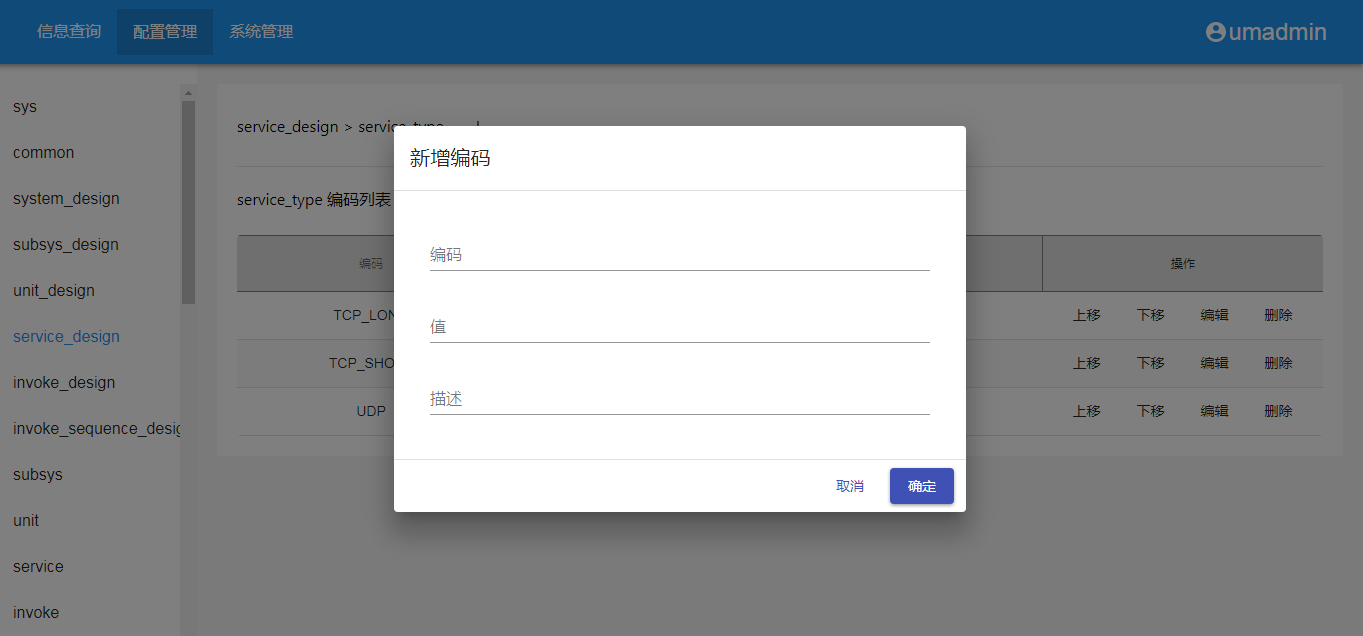 信息查询 配置管理 系统管理 umadmin
sys
common
system_design
subsys_design
unit_design
service_design
invoke_design
invoke_sequence_desig
subsys
unit
service
invoke
service_design > service_type
service_type 编码列表
编码 操作
TCP_LON 上移 下移 编辑 删除
TCP_SHO 上移 下移 编辑 删除
UDP 上移 下移 编辑 删除
新增编码
编码
值
描述
取消 确定